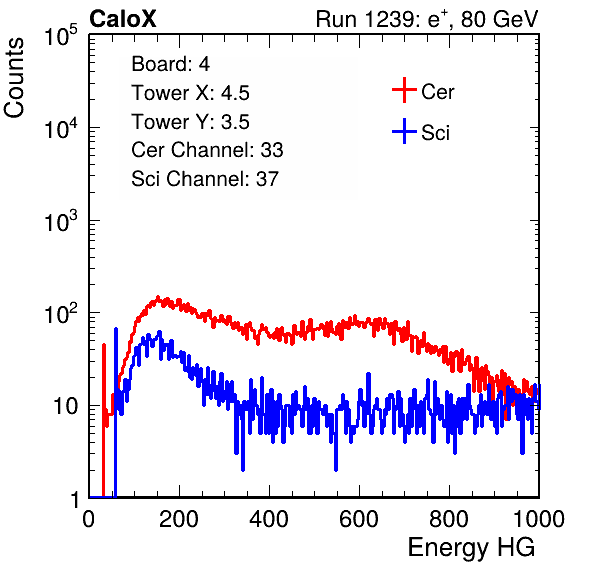 CaloX Run 1239: e⁺, 80 GeV
Board: 4
Tower X: 4.5
Tower Y: 3.5
Cer Channel: 33
Sci Channel: 37
Cer
Sci
Counts
10⁵
10⁴
10³
10²
10
1
0 200 400 600 800 1000
Energy HG